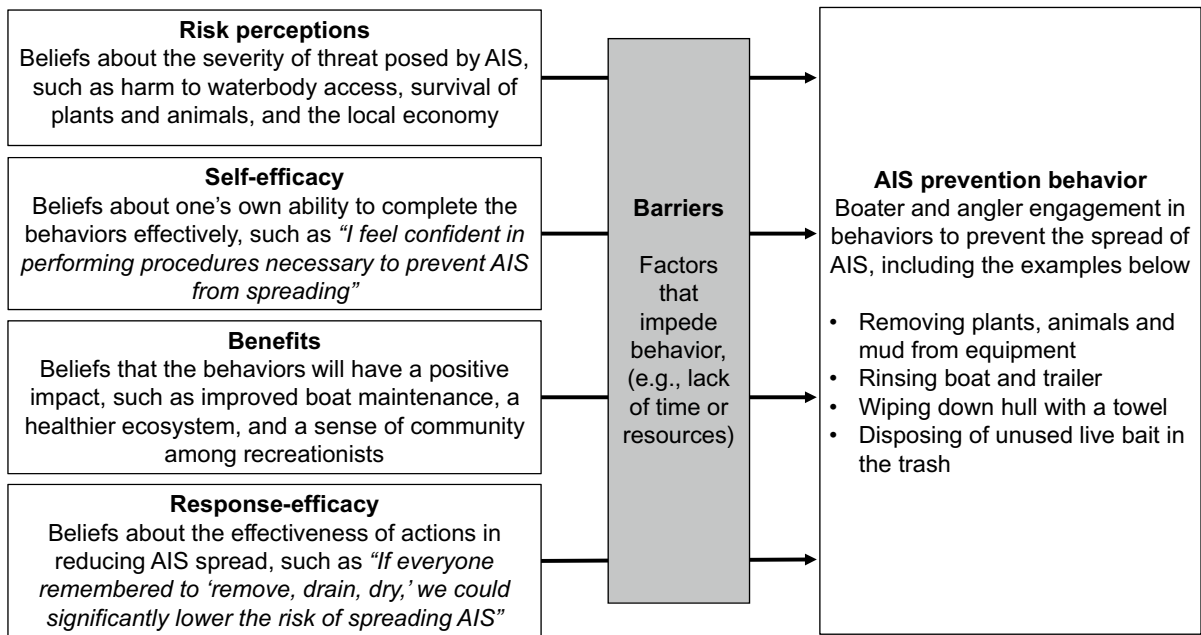 Risk perceptions
Beliefs about the severity of threat posed by AIS,
such as harm to waterbody access, survival of
plants and animals, and the local economy
Self-efficacy
Beliefs about one’s own ability to complete the
behaviors effectively, such as “I feel confident in
performing procedures necessary to prevent AIS
from spreading”
Benefits
Beliefs that the behaviors will have a positive
impact, such as improved boat maintenance, a
healthier ecosystem, and a sense of community
among recreationists
Response-efficacy
Beliefs about the effectiveness of actions in
reducing AIS spread, such as “If everyone
remembered to ‘remove, drain, dry,’ we could
significantly lower the risk of spreading AIS”
Barriers
Factors
that
impede
behavior,
(e.g., lack
of time or
resources)
AIS prevention behavior
Boater and angler engagement in
behaviors to prevent the spread of
AIS, including the examples below
• Removing plants, animals and
mud from equipment
• Rinsing boat and trailer
• Wiping down hull with a towel
• Disposing of unused live bait in
the trash